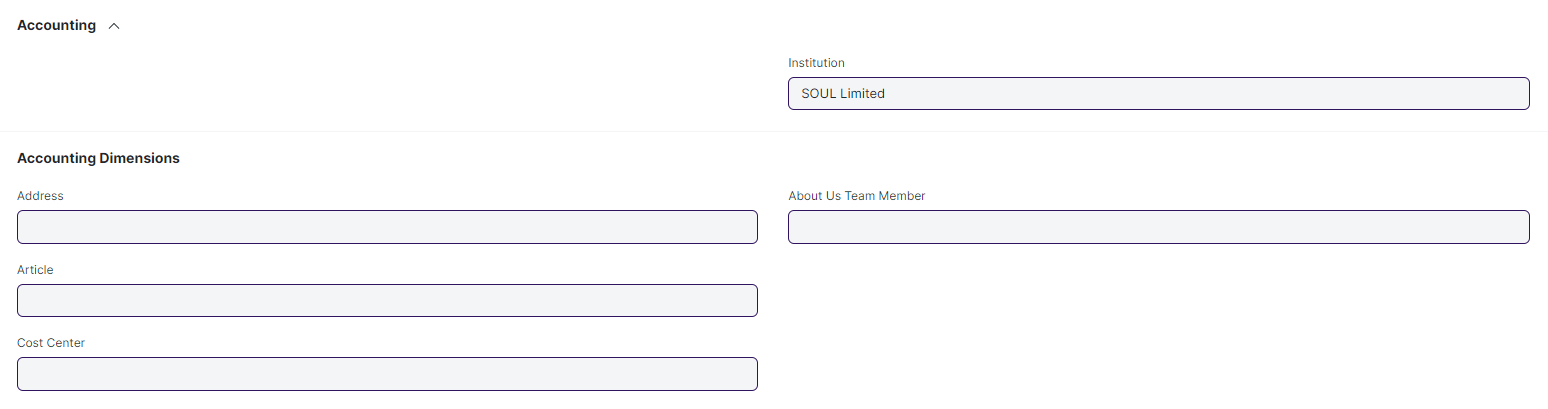 Accounting
Institution
SOUL Limited
Accounting Dimensions
Address
About Us Team Member
Article
Cost Center